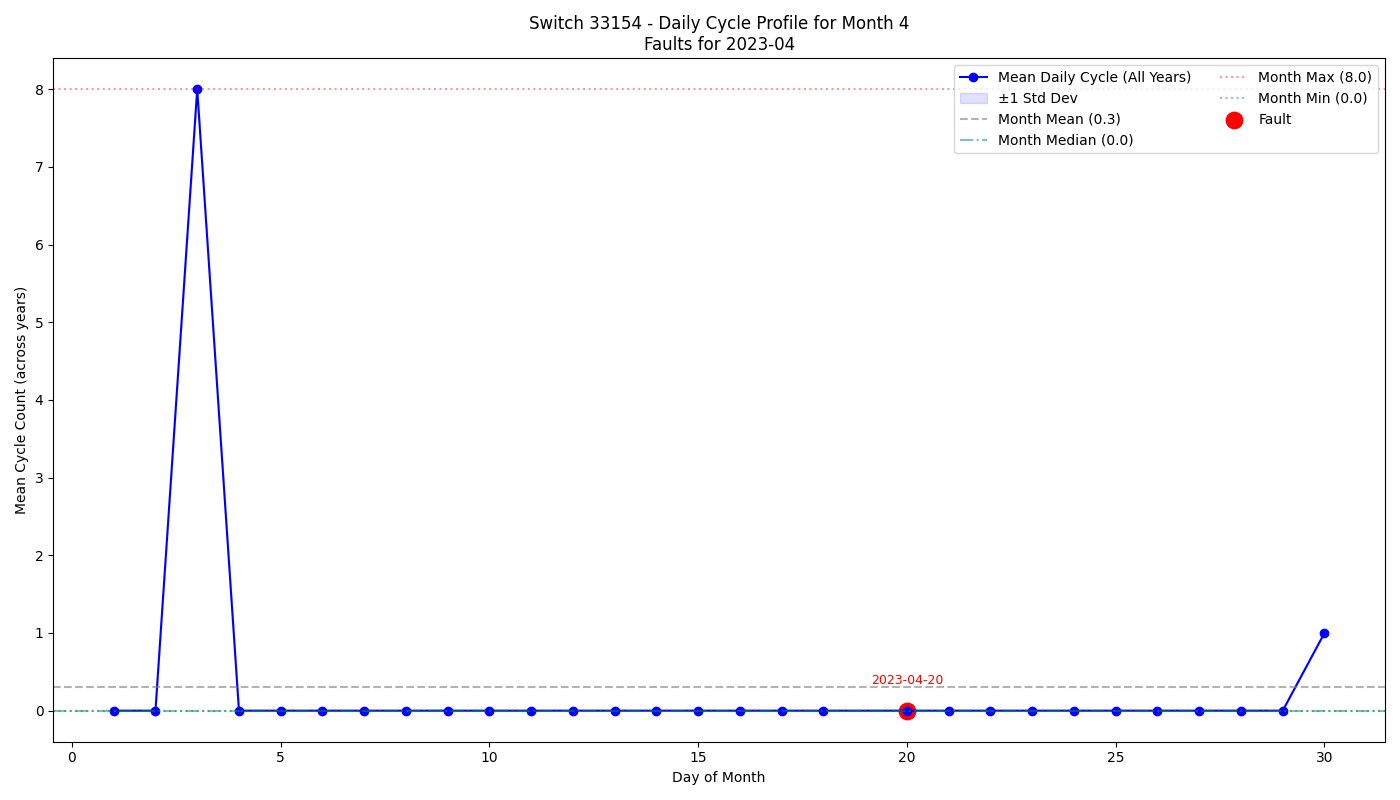 Switch 33154 - Daily Cycle Profile for Month 4
Faults for 2023-04
Mean Daily Cycle (All Years)
±1 Std Dev
Month Mean (0.3)
Month Median (0.0)
Month Max (8.0)
Month Min (0.0)
Fault
Mean Cycle Count (across years)
8
7
6
5
4
3
2
1
0
2023-04-20
0
5
10
15
20
25
30
Day of Month